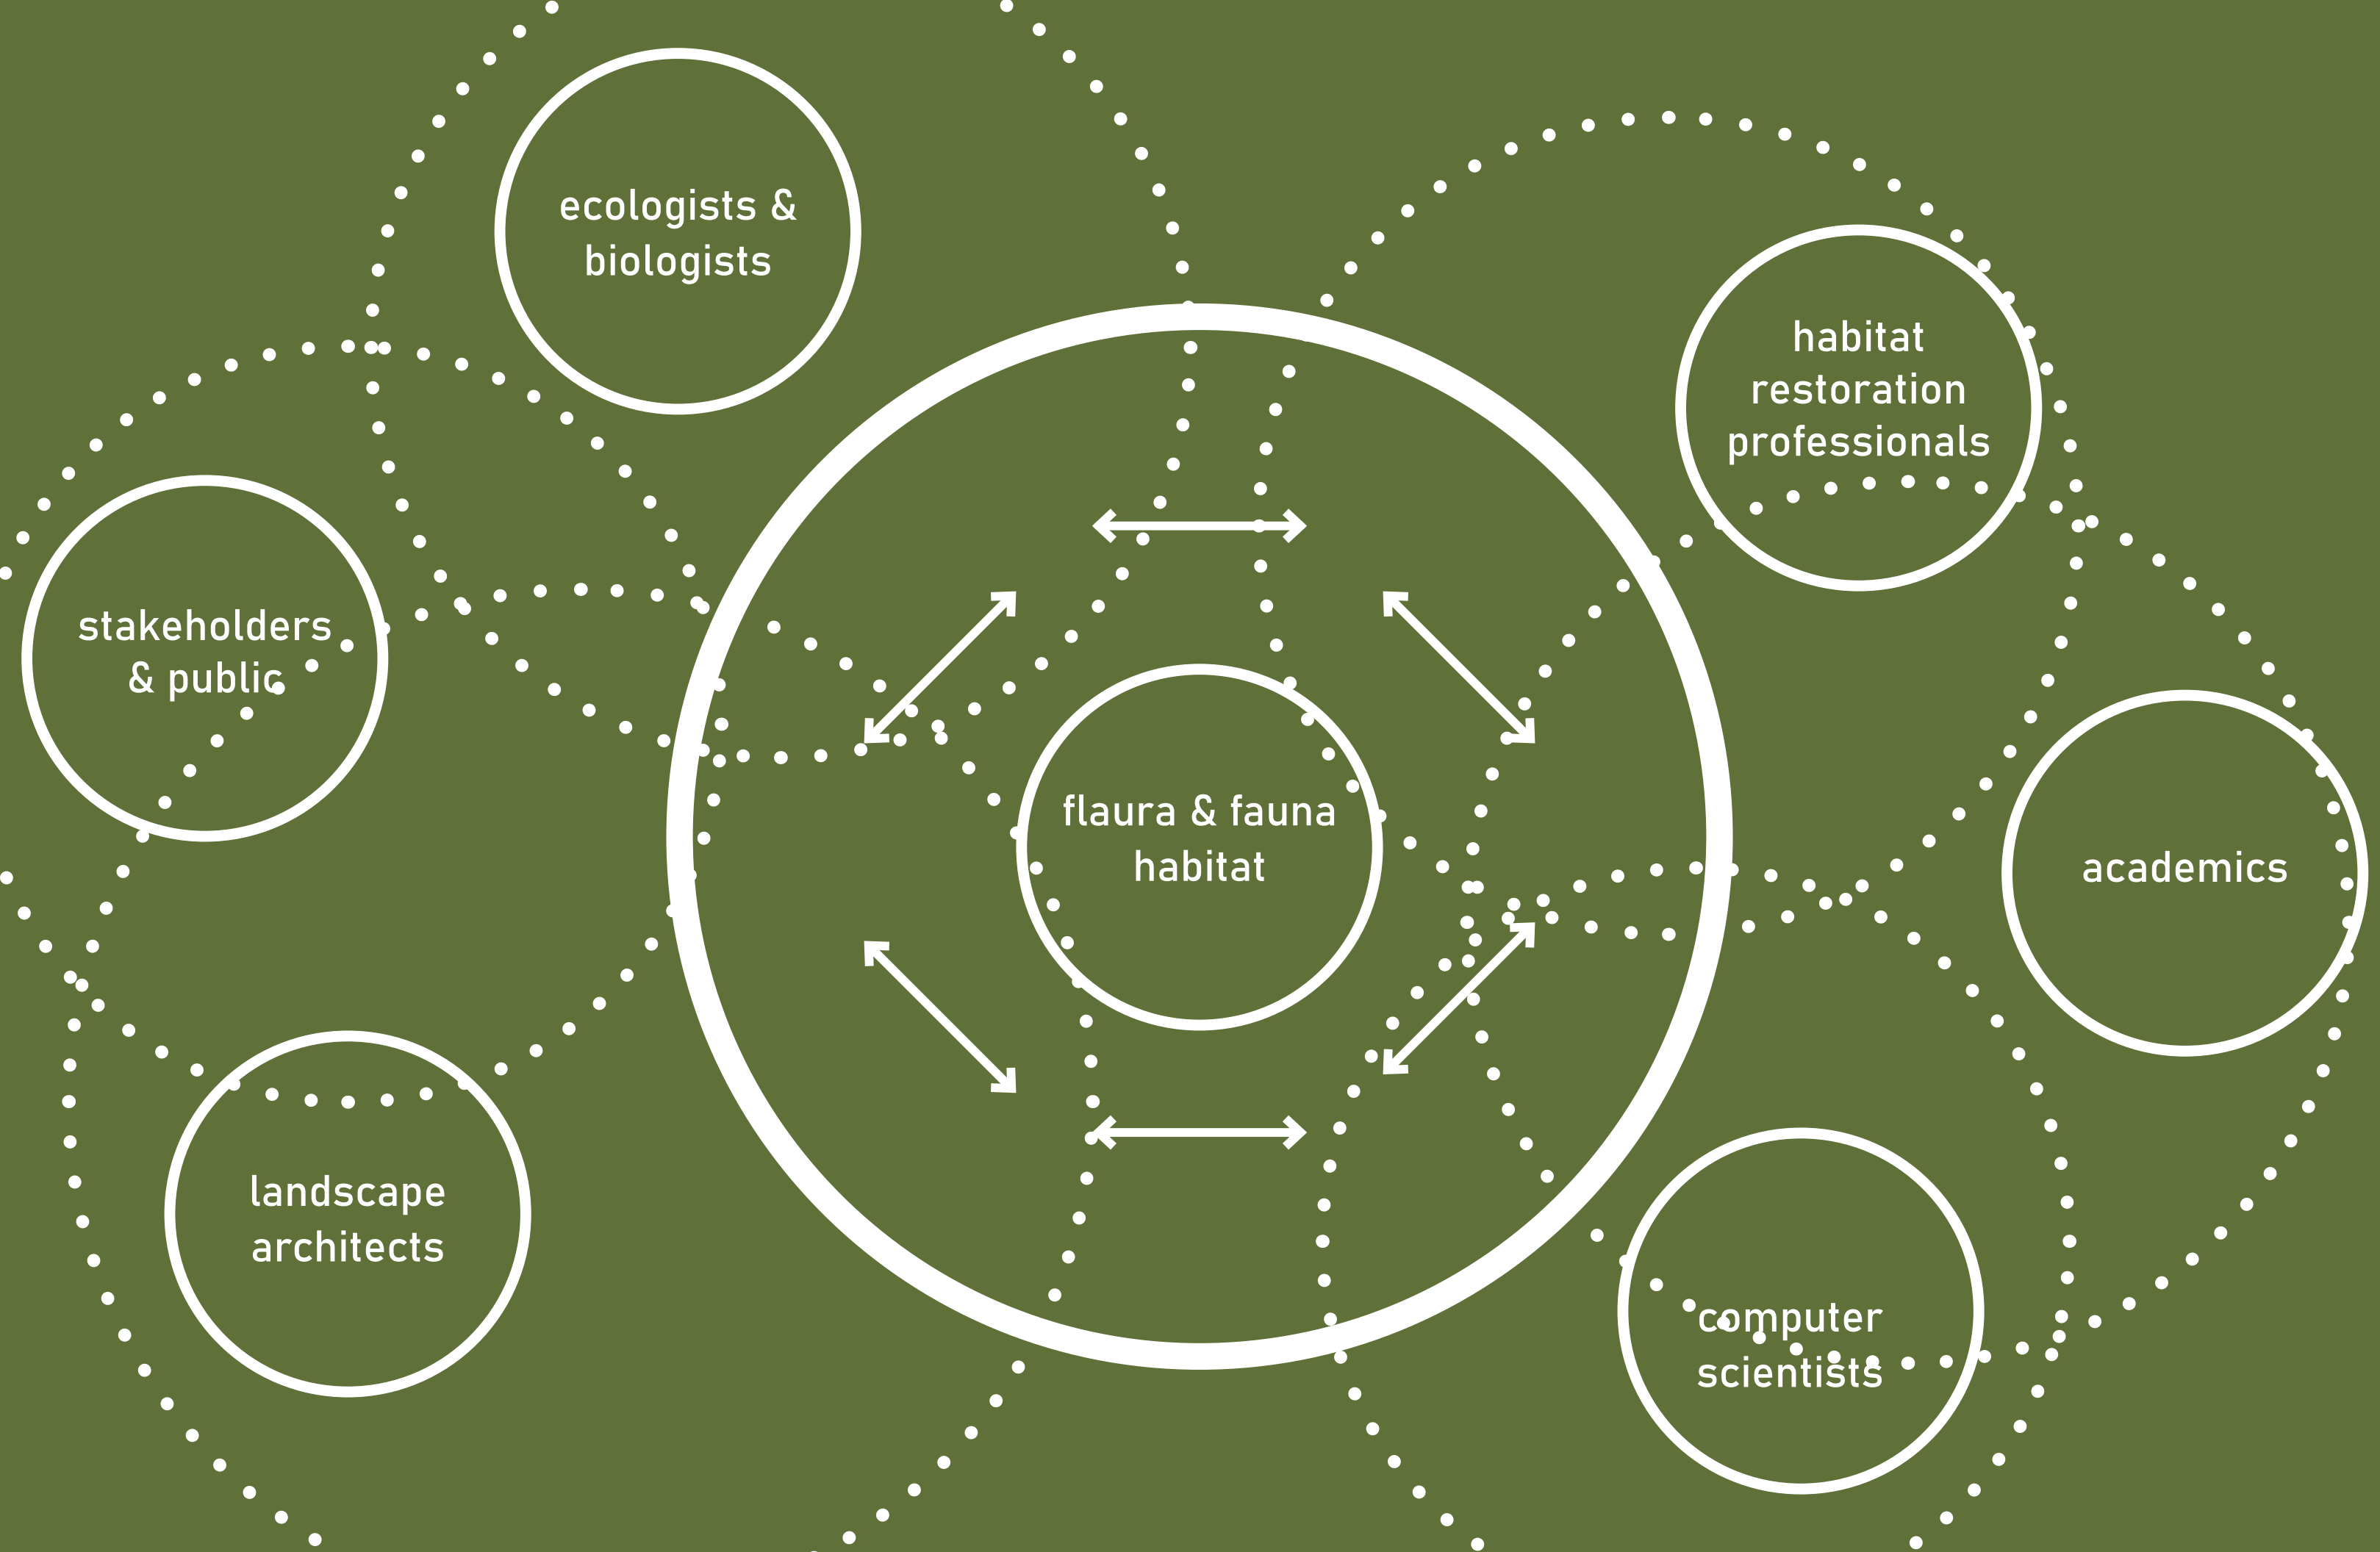 ecologists &
biologists
habitat
restoration
professionals
stakeholders
& public
flaura & fauna
habitat
academics
landscape
architects
computer
scientists